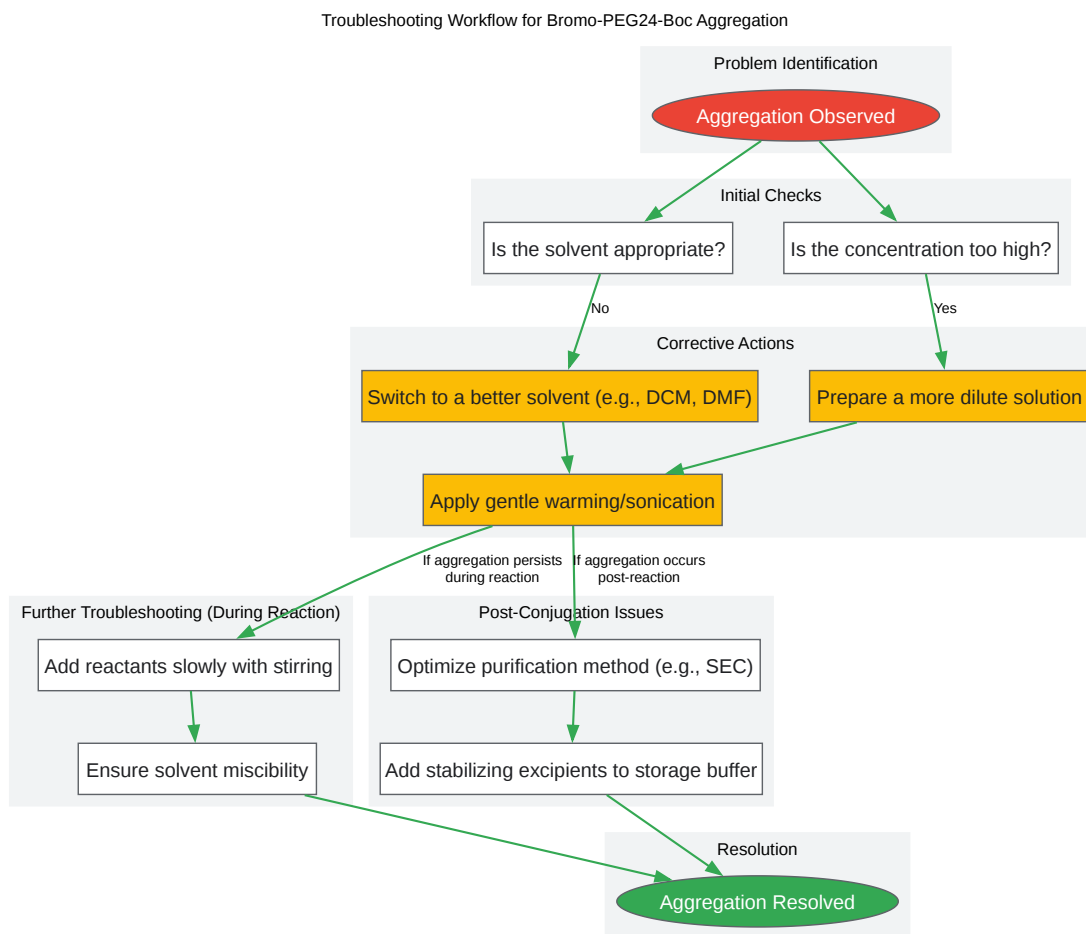 Troubleshooting Workflow for Bromo-PEG24-Boc Aggregation
Problem Identification
Aggregation Observed
Initial Checks
Is the solvent appropriate?
Is the concentration too high?
No
Yes
Corrective Actions
Switch to a better solvent (e.g., DCM, DMF)
Prepare a more dilute solution
Apply gentle warming/sonication
If aggregation persists
during reaction
If aggregation occurs
post-reaction
Further Troubleshooting (During Reaction)
Post-Conjugation Issues
Add reactants slowly with stirring
Optimize purification method (e.g., SEC)
Ensure solvent miscibility
Add stabilizing excipients to storage buffer
Resolution
Aggregation Resolved